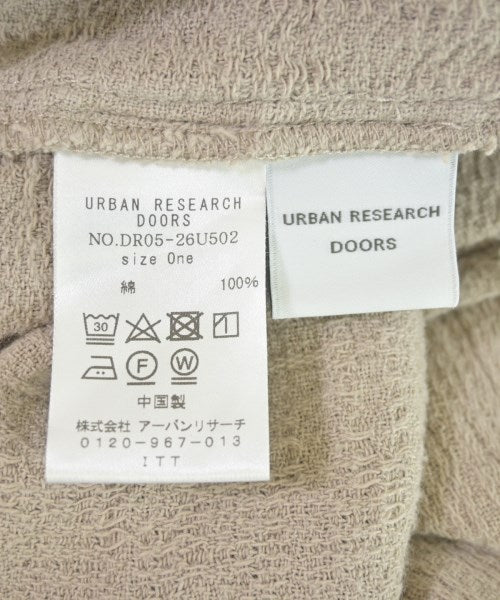 URBAN RESEARCH
DOORS
NO.DR05-26U502
size One
綿 100%
30
F W
中国製
株式会社 アーバンリサーチ
0120-967-013
ITT
URBAN RESEARCH
DOORS